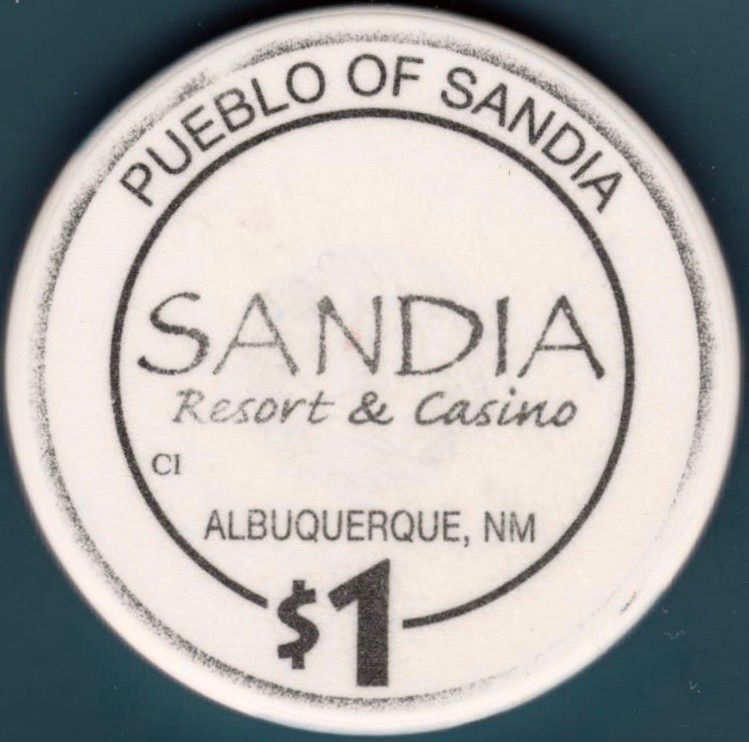 PUEBLO OF SANDIA
SANDIA
Resort & Casino
CI
ALBUQUERQUE, NM
$1